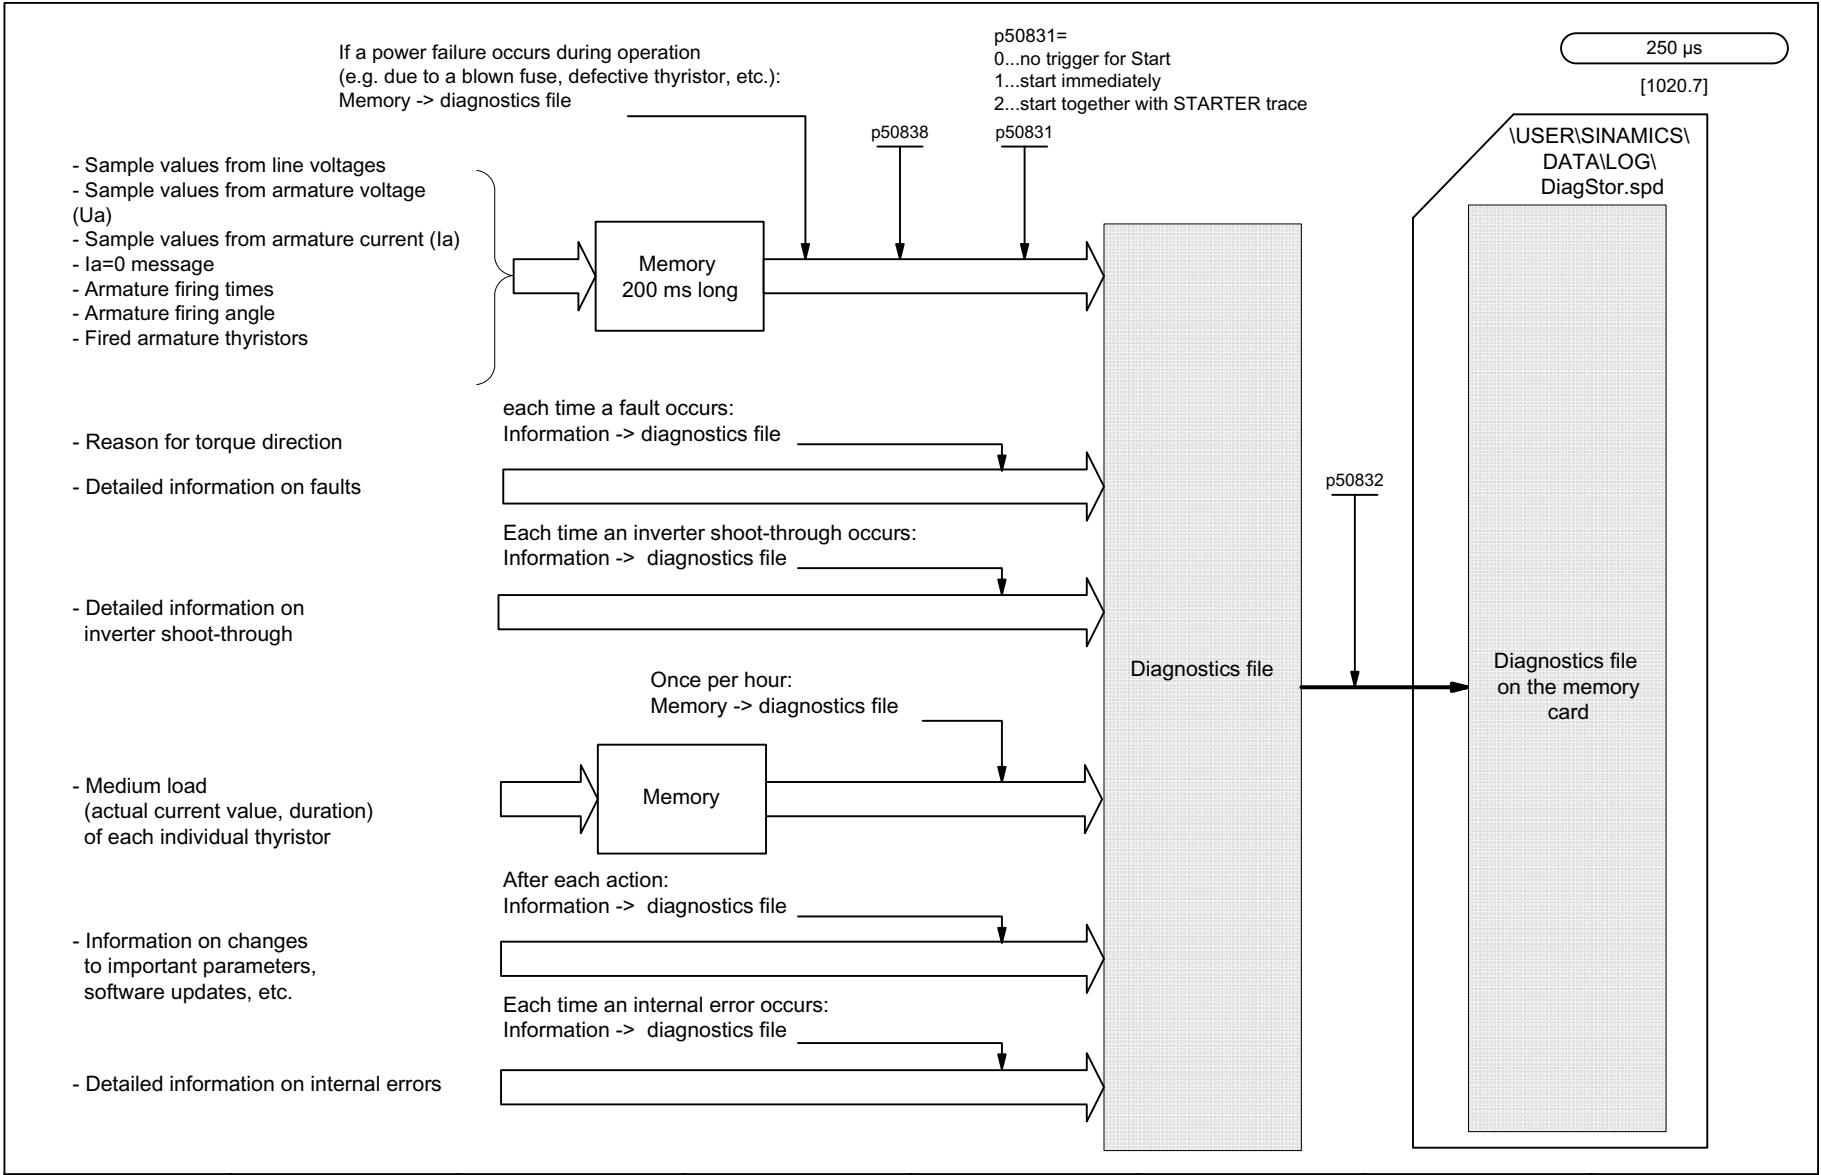 If a power failure occurs during operation
(e.g. due to a blown fuse, defective thyristor, etc.):
Memory -> diagnostics file
p50831=
0...no trigger for Start
1...start immediately
2...start together with STARTER trace
250 µs
[1020.7]
p50838
p50831
\USER\SINAMICS\
DATA\LOG\
DiagStor.spd
- Sample values from line voltages
- Sample values from armature voltage
(Ua)
- Sample values from armature current (Ia)
- Ia=0 message
- Armature firing times
- Armature firing angle
- Fired armature thyristors
Memory
200 ms long
each time a fault occurs:
Information -> diagnostics file
- Reason for torque direction
- Detailed information on faults
p50832
Each time an inverter shoot-through occurs:
Information -> diagnostics file
- Detailed information on
inverter shoot-through
Diagnostics file
Diagnostics file
on the memory
card
Once per hour:
Memory -> diagnostics file
- Medium load
(actual current value, duration)
of each individual thyristor
Memory
After each action:
Information -> diagnostics file
- Information on changes
to important parameters,
software updates, etc.
Each time an internal error occurs:
Information -> diagnostics file
- Detailed information on internal errors